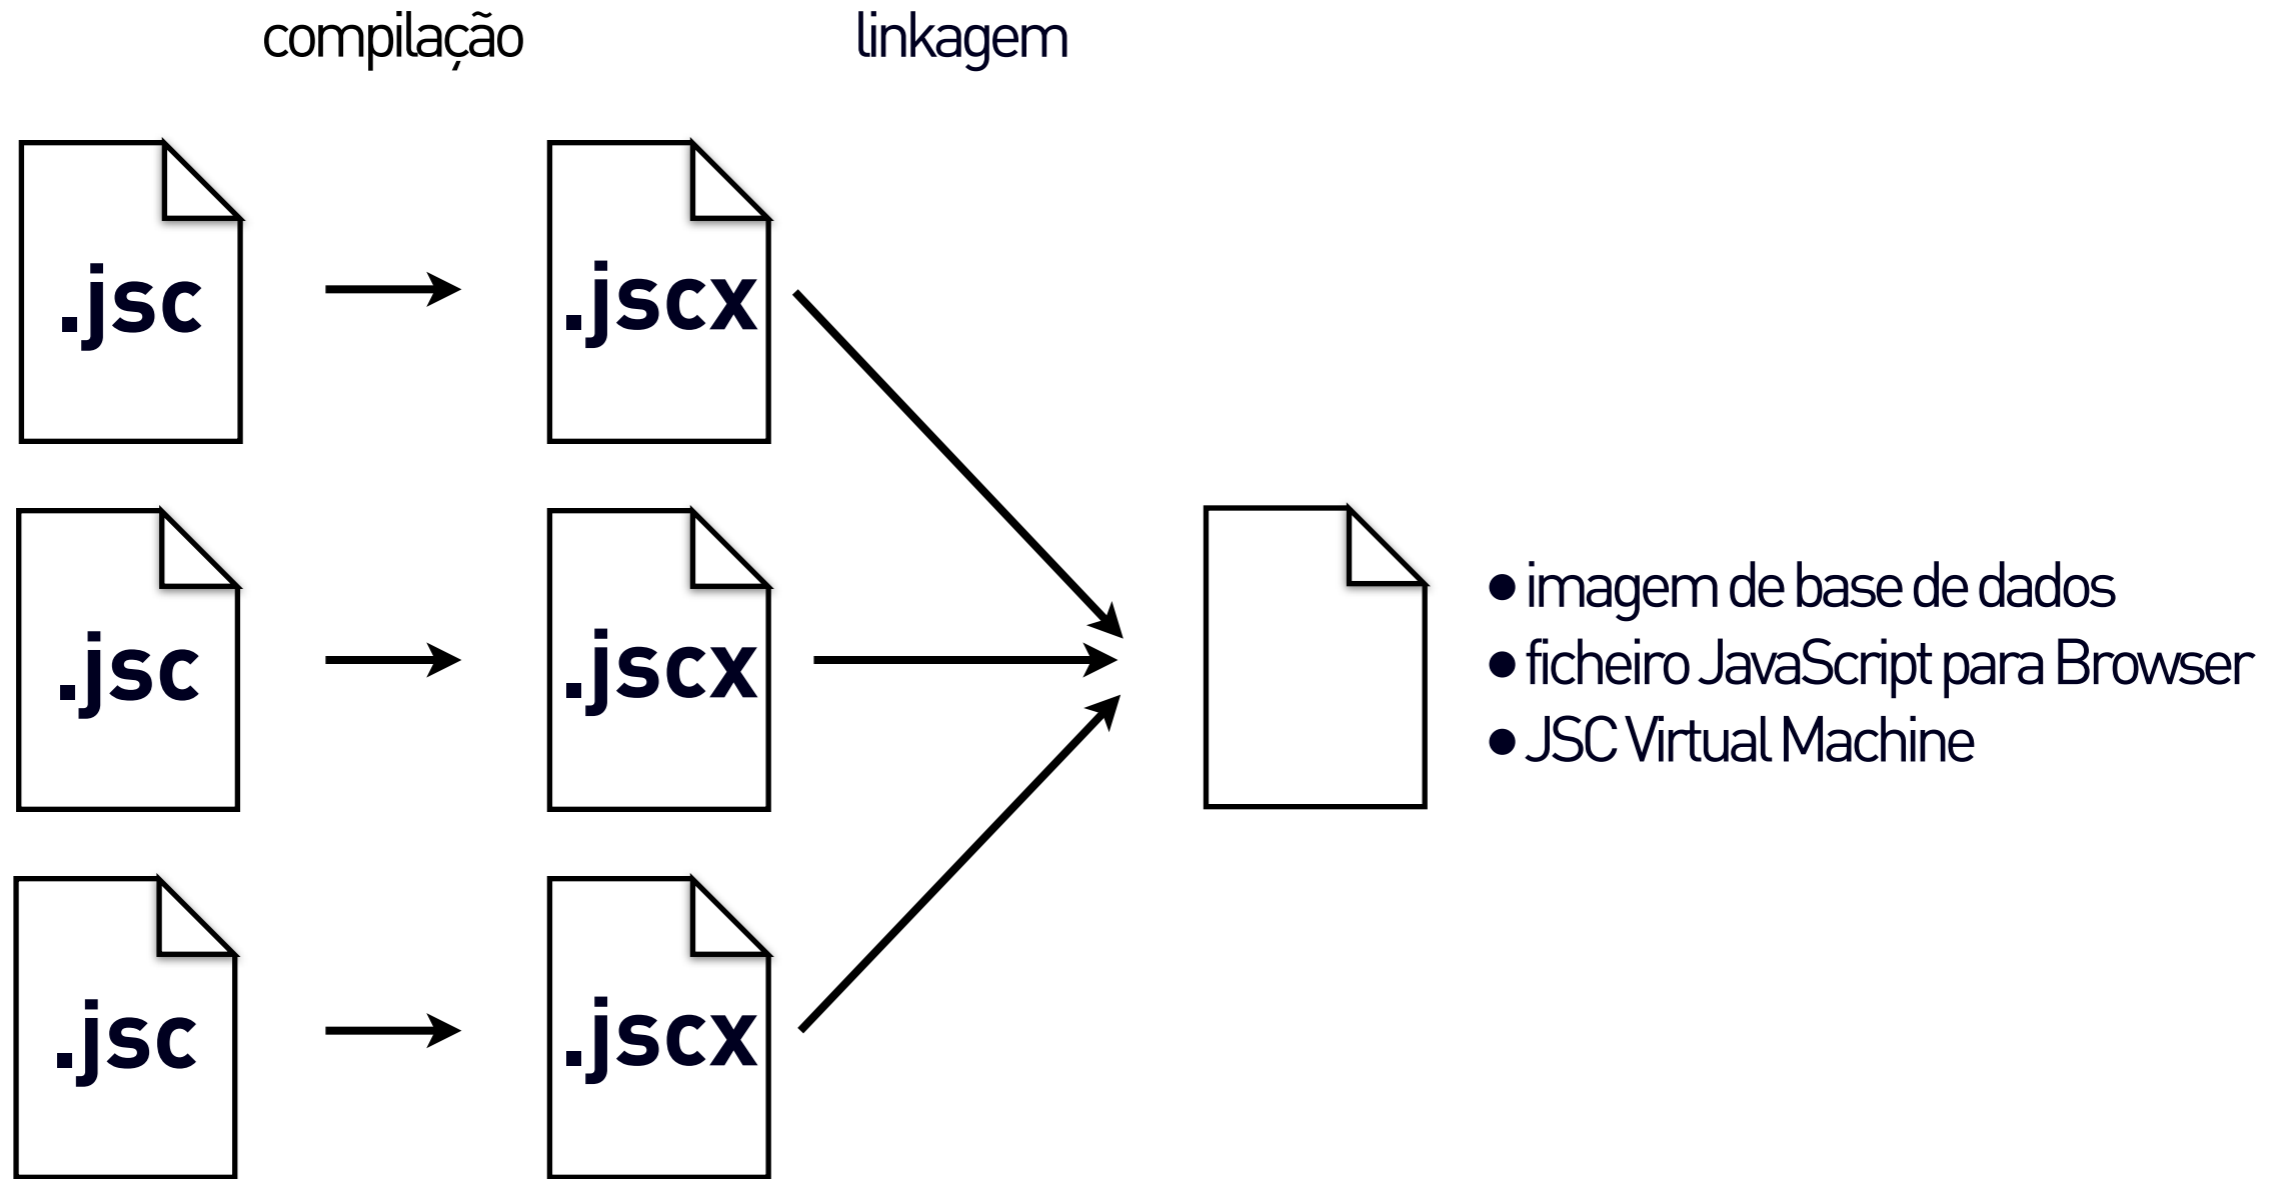 compilação linkagem
.jsc .jscx
.jsc .jscx
● imagem de base de dados
● ficheiro JavaScript para Browser
● JSC Virtual Machine
.jsc .jscx